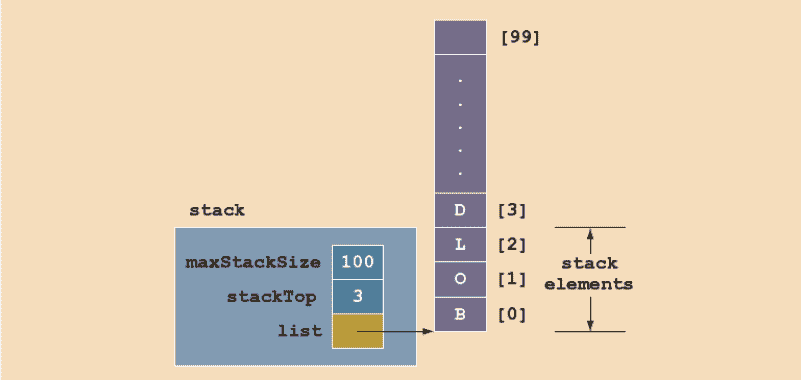 [99]
.
.
.
.
.
stack
D [3]
L [2]
maxStackSize 100
stack
O [1]
elements
stackTop 3
B [0]
list